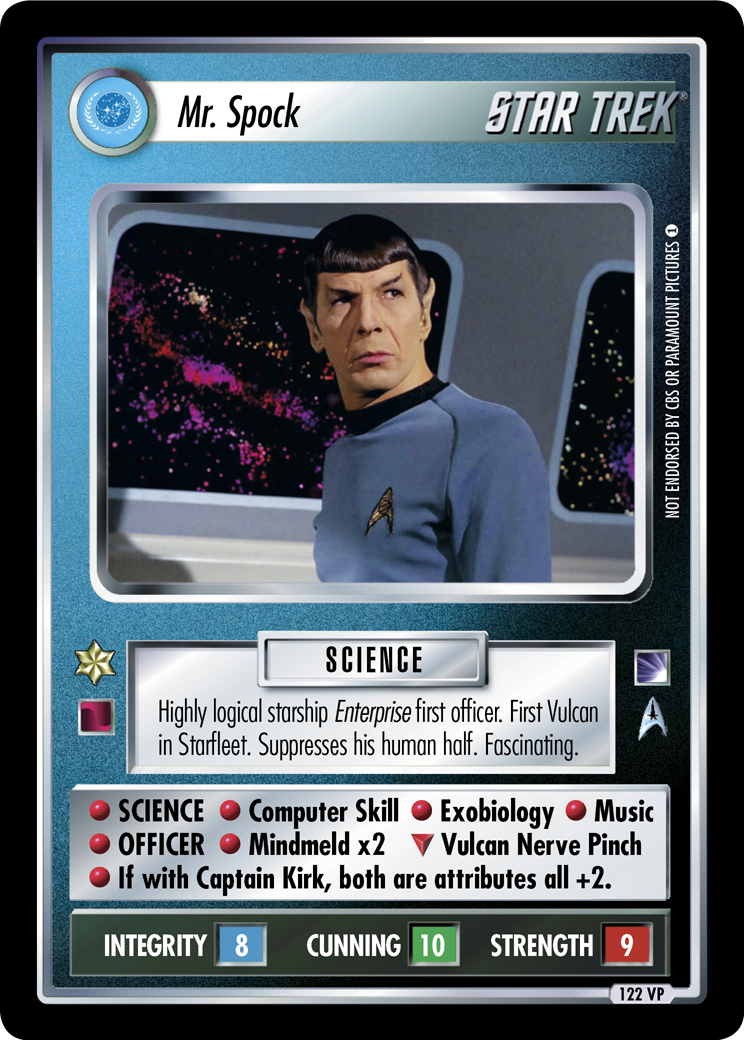 Mr. Spock
STAR TREK®
NOT ENDORSED BY CBS OR PARAMOUNT PICTURES 1
SCIENCE
Highly logical starship Enterprise first officer. First Vulcan
in Starfleet. Suppresses his human half. Fascinating.
SCIENCE Computer Skill Exobiology Music
OFFICER Mindmeld x2 Vulcan Nerve Pinch
If with Captain Kirk, both are attributes all +2.
INTEGRITY 8 CUNNING 10 STRENGTH 9
122 VP